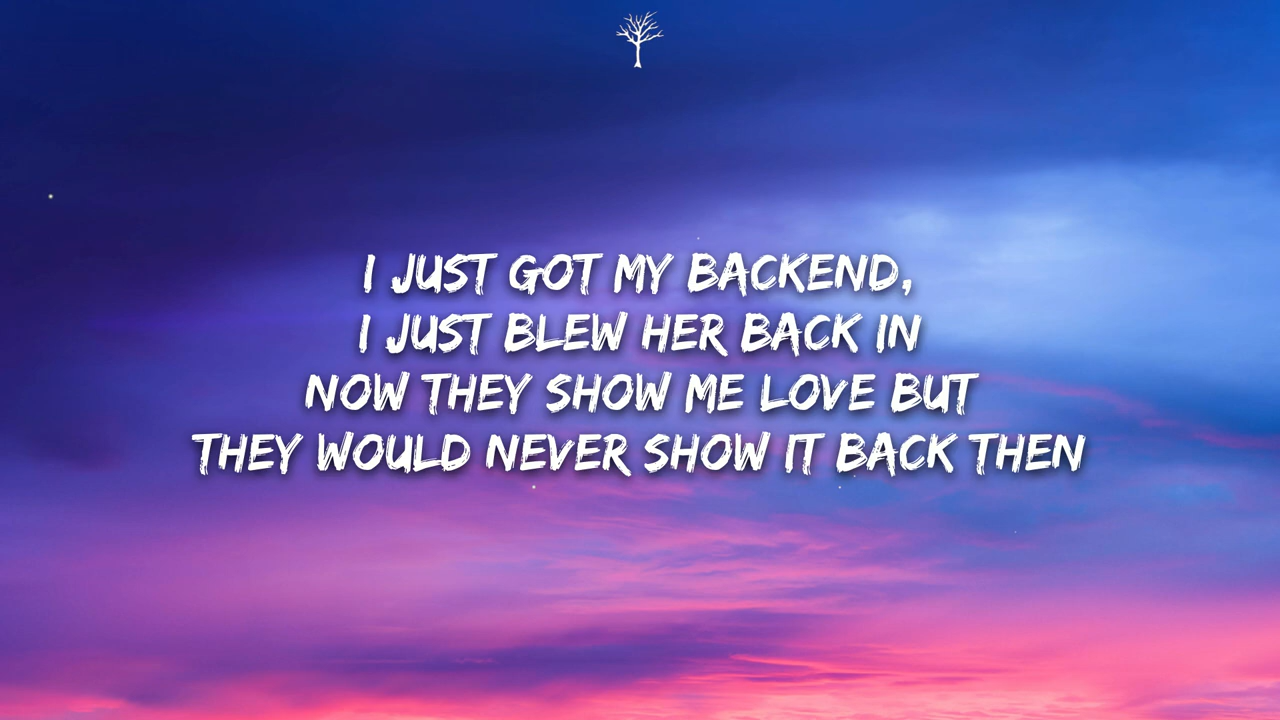 I JUST GOT MY BACKEND,
I JUST BLEW HER BACK IN
NOW THEY SHOW ME LOVE BUT
THEY WOULD NEVER SHOW IT BACK THEN